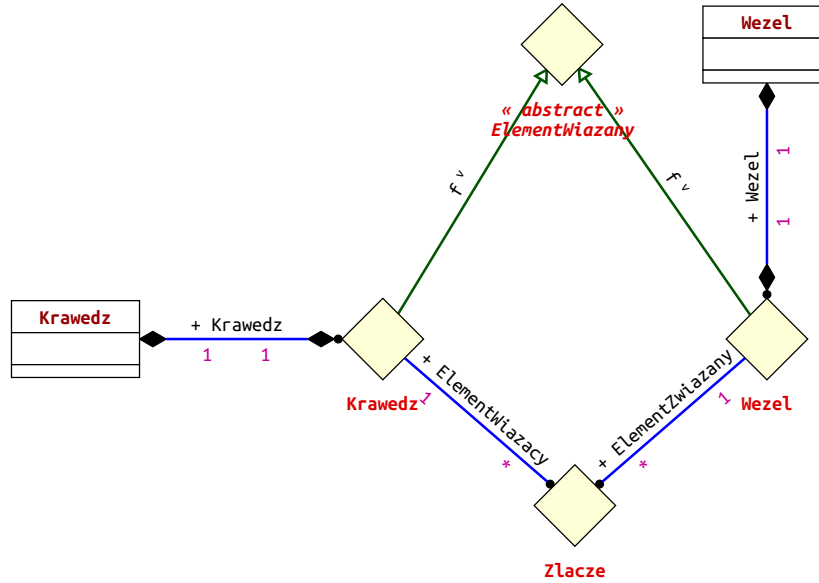 Wezel
« abstract »
ElementWiazany
f v
f v
+ Wezel
1
1
Krawedz
+ Krawedz
1
1
+ ElementWiazacy
1
*
+ ElementZwiazany
1
*
Krawedz
Wezel
Zlacze